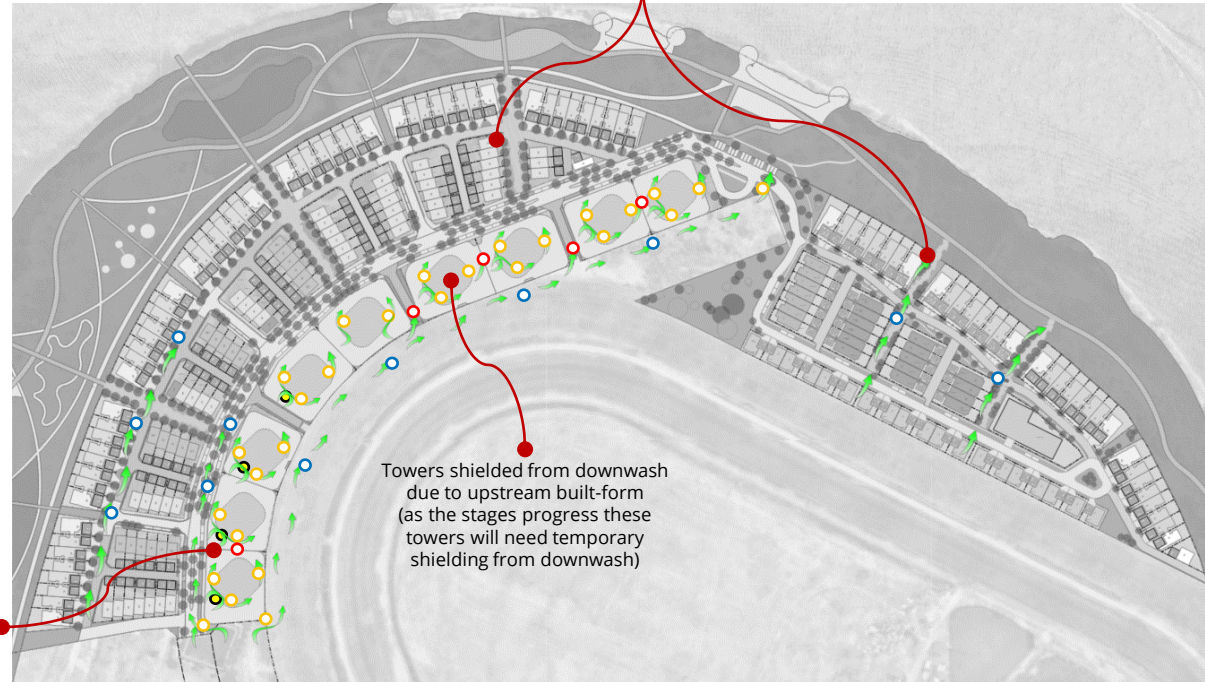 Towers shielded from downwash
due to upstream built-form
(as the stages progress these
towers will need temporary
shielding from downwash)